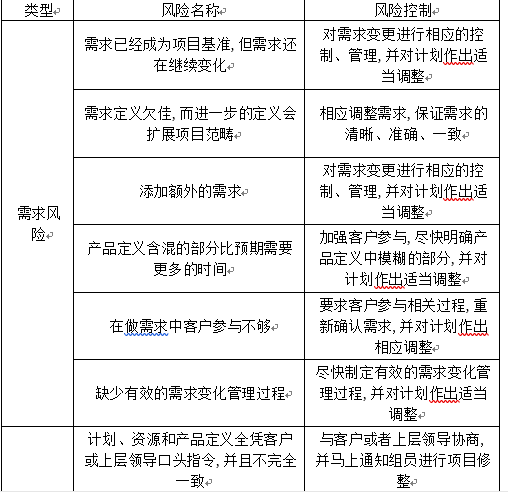 类型 风险名称 风险控制
需求风
险
需求已经成为项目基准, 但需求还
在继续变化
对需求变更进行相应的控
制、管理, 并对计划作出适
当调整
需求定义欠佳, 而进一步的定义会
扩展项目范畴
相应调整需求, 保证需求的
清晰、准确、一致
添加额外的需求
对需求变更进行相应的控
制、管理, 并对计划作出适
当调整
产品定义含混的部分比预期需要
更多的时间
加强客户参与, 尽快明确产
品定义中模糊的部分, 并对
计划作出适当调整
在做需求中客户参与不够
要求客户参与相关过程, 重
新确认需求, 并对计划作出
相应调整
缺少有效的需求变化管理过程
尽快制定有效的需求变化管
理过程, 并对计划作出适当
调整
计划、资源和产品定义全凭客户
或上层领导口头指令, 并且不完全
一致
与客户或者上层领导协商,
并马上通知组员进行项目修
整